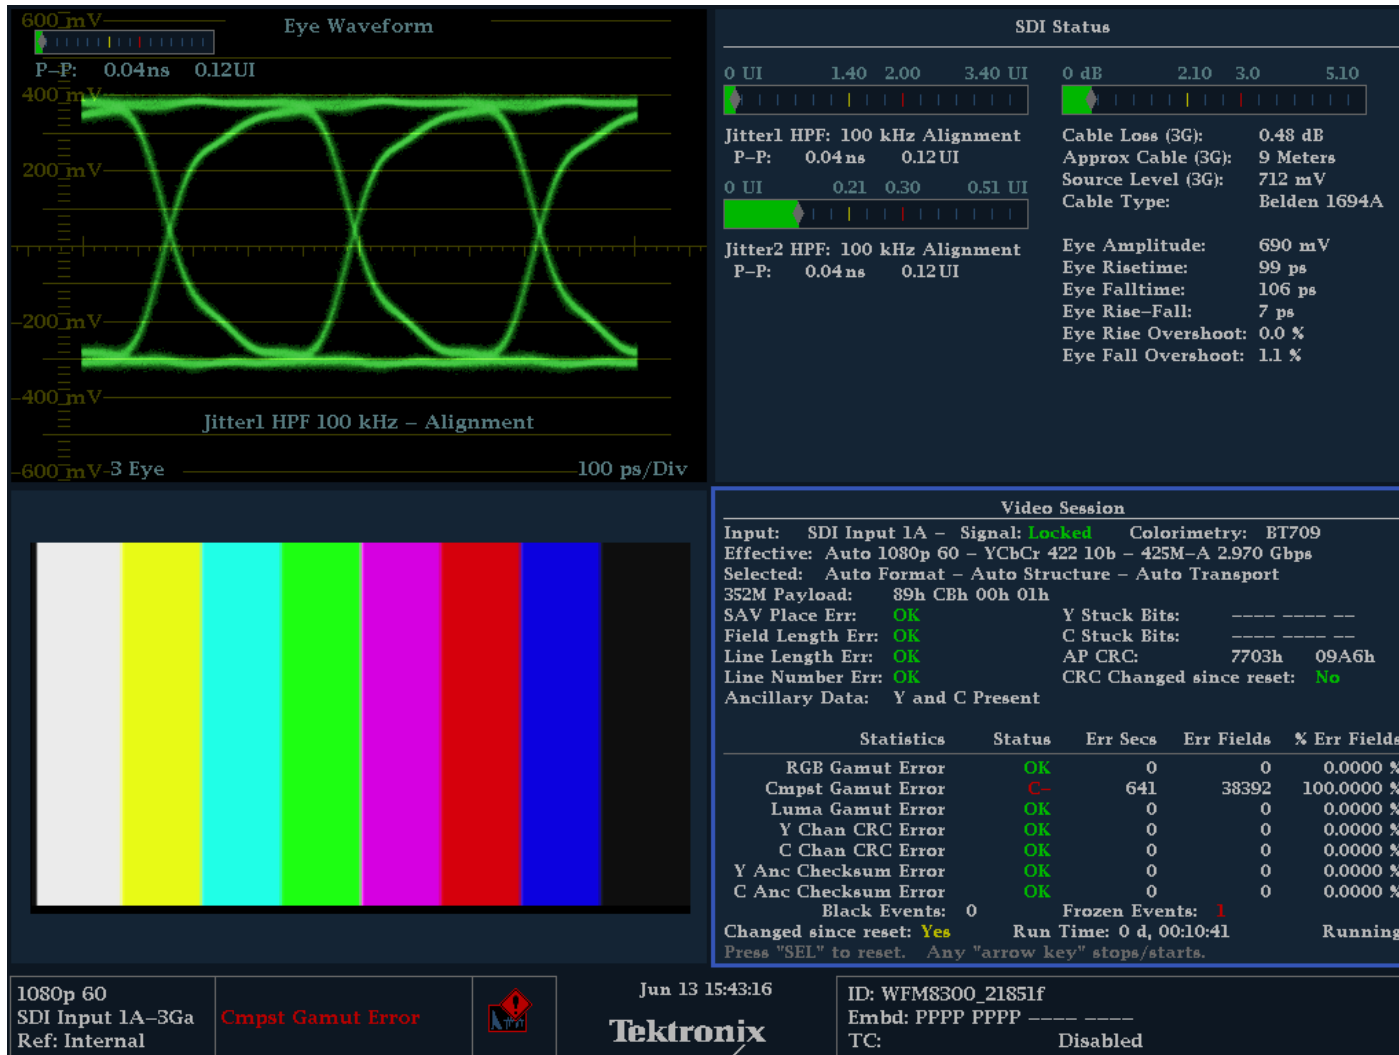 600 mV
Eye Waveform
P-P: 0.04ns 0.12UI
400 mV
200 mV
-200 mV
-400 mV
Jitter1 HPF 100 kHz - Alignment
-600 mV
3 Eye
100 ps/Div
SDI Status
0 UI 1.40 2.00 3.40 UI
Jitter1 HPF: 100 kHz Alignment
P-P: 0.04ns 0.12UI
0 UI 0.21 0.30 0.51 UI
Jitter2 HPF: 100 kHz Alignment
P-P: 0.04ns 0.12UI
0 dB 2.10 3.0 5.10
Cable Loss (3G): 0.48 dB
Approx Cable (3G): 9 Meters
Source Level (3G): 712 mV
Cable Type: Belden 1694A
Eye Amplitude: 690 mV
Eye Risetime: 99 ps
Eye Falltime: 106 ps
Eye Rise-Fall: 7 ps
Eye Rise Overshoot: 0.0 %
Eye Fall Overshoot: 1.1 %
Video Session
Input: SDI Input 1A - Signal: Locked Colorimetry: BT709
Effective: Auto 1080p 60 - YCbCr 422 10b - 425M-A 2.970 Gbps
Selected: Auto Format - Auto Structure - Auto Transport
352M Payload: 89h CBh 00h 01h
SAV Place Err: OK Y Stuck Bits: ---- ---- --
Field Length Err: OK C Stuck Bits: ---- ---- --
Line Length Err: OK AP CRC: 7703h 09A6h
Line Number Err: OK CRC Changed since reset: No
Ancillary Data: Y and C Present
Statistics Status Err Secs Err Fields % Err Fields
RGB Gamut Error OK 0 0 0.0000 %
Cmpst Gamut Error C- 641 38392 100.0000 %
Luma Gamut Error OK 0 0 0.0000 %
Y Chan CRC Error OK 0 0 0.0000 %
C Chan CRC Error OK 0 0 0.0000 %
Y Anc Checksum Error OK 0 0 0.0000 %
C Anc Checksum Error OK 0 0 0.0000 %
Black Events: 0 Frozen Events: 1
Changed since reset: Yes Run Time: 0 d, 00:10:41 Running
Press "SEL" to reset. Any "arrow key" stops/starts.
1080p 60
SDI Input 1A-3Ga
Ref: Internal
Cmpst Gamut Error
Jun 13 15:43:16
Tektronix
ID: WFM8300_21851f
Embd: PPPP PPPP ---- ----
TC: Disabled